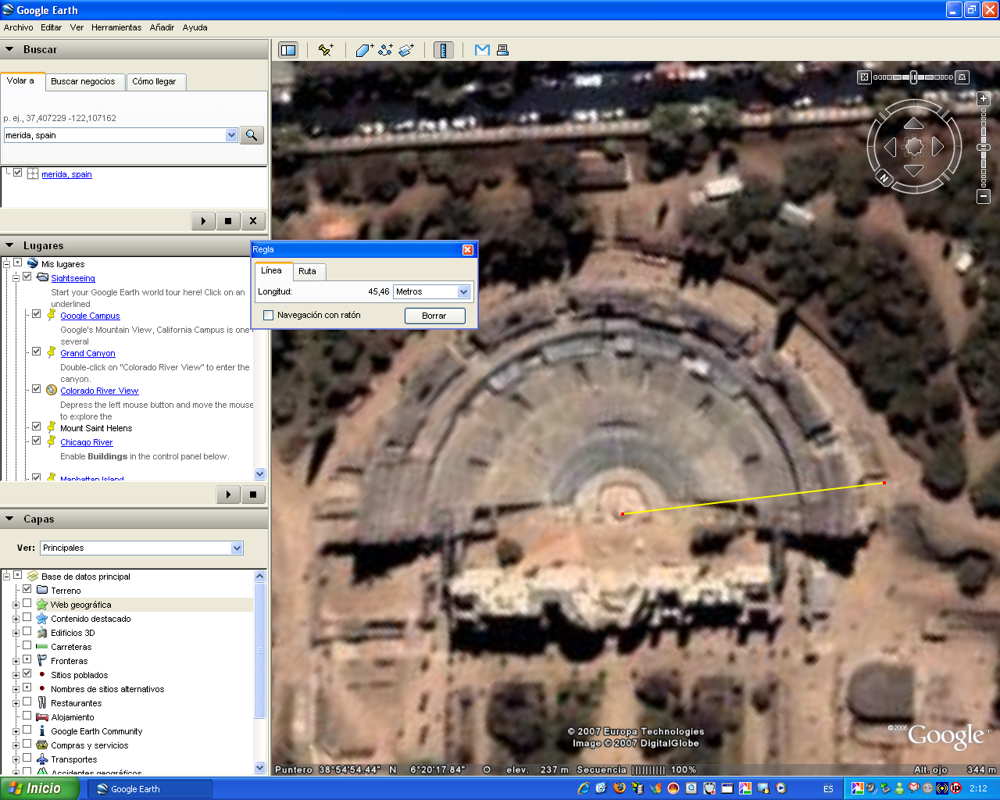 Google Earth
Archivo Editar Ver Herramientas Añadir Ayuda
Buscar
Volar a Buscar negocios Cómo llegar
p. ej., 37,407229 -122,107162
merida, spain
merida, spain
Lugares
Mis lugares
Sightseeing
Start your Google Earth world tour here! Click on an
underlined
Google Campus
Google's Mountain View, California Campus is one
several
Grand Canyon
Double-click on "Colorado River View" to enter the
canyon.
Colorado River View
Depress the left mouse button and move the mouse
to explore the
Mount Saint Helens
Chicago River
Enable Buildings in the control panel below.
Manhattan Island
Capas
Ver: Principales
Base de datos principal
Terreno
Web geográfica
Contenido destacado
Edificios 3D
Carreteras
Fronteras
Sitios poblados
Nombres de sitios alternativos
Restaurantes
Alojamiento
Google Earth Community
Compras y servicios
Transportes
Accidentes geográficos
Regla
Línea Ruta
Longitud: 45,46 Metros
Navegación con ratón Borrar
N
© 2007 Europa Technologies
Image © 2007 DigitalGlobe
©2006 Google™
Puntero 38°54'54.44" N 6°20'17.84" O elev. 237 m Secuencia ||||||||| 100% Alt. ojo 344 m
Inicio Google Earth ES 2:12